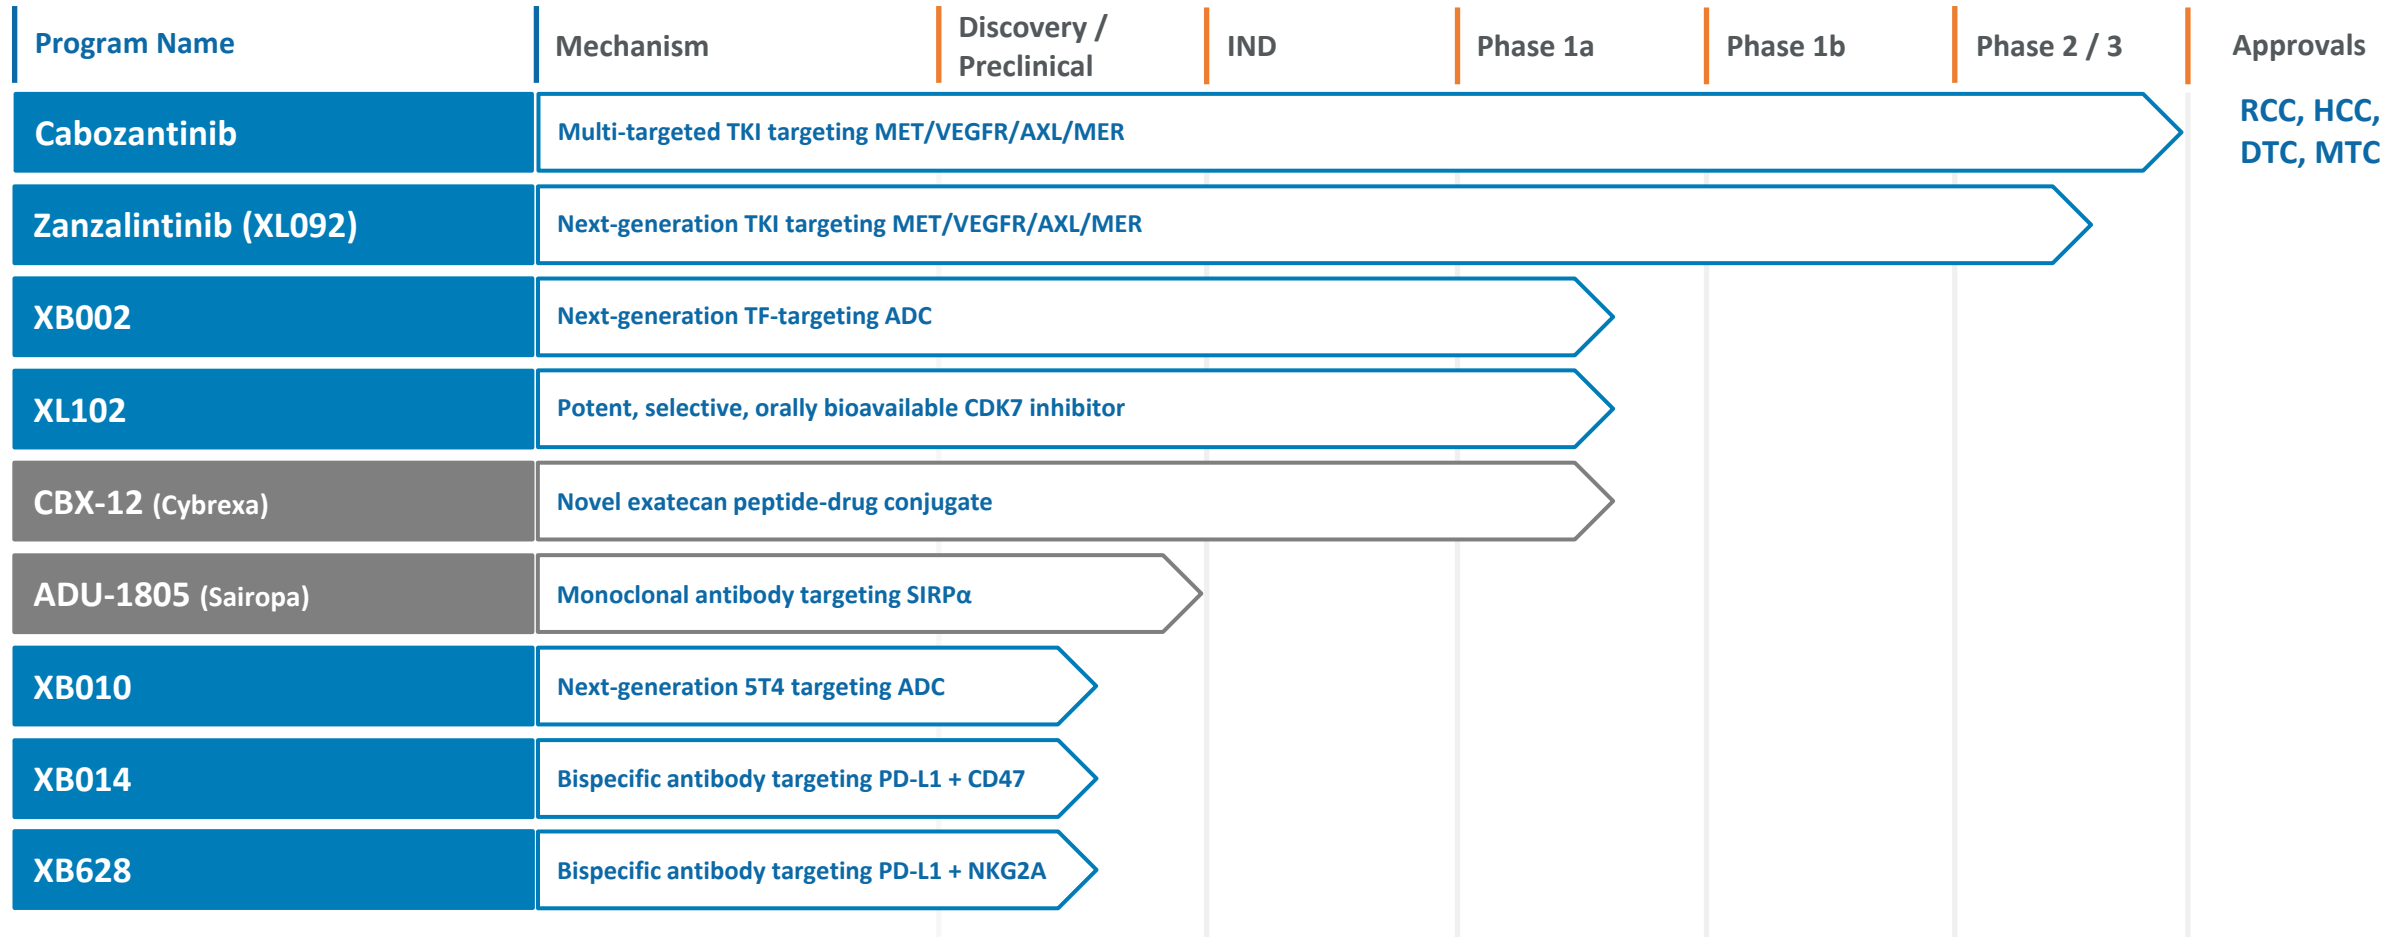 Program Name
Mechanism
Discovery /
Preclinical
IND
Phase 1a
Phase 1b
Phase 2 / 3
Approvals
Cabozantinib
Multi-targeted TKI targeting MET/VEGFR/AXL/MER
RCC, HCC,
DTC, MTC
Zanzalintinib (XL092)
Next-generation TKI targeting MET/VEGFR/AXL/MER
XB002
Next-generation TF-targeting ADC
XL102
Potent, selective, orally bioavailable CDK7 inhibitor
CBX-12 (Cybrexa)
Novel exatecan peptide-drug conjugate
ADU-1805 (Sairopa)
Monoclonal antibody targeting SIRPα
XB010
Next-generation 5T4 targeting ADC
XB014
Bispecific antibody targeting PD-L1 + CD47
XB628
Bispecific antibody targeting PD-L1 + NKG2A